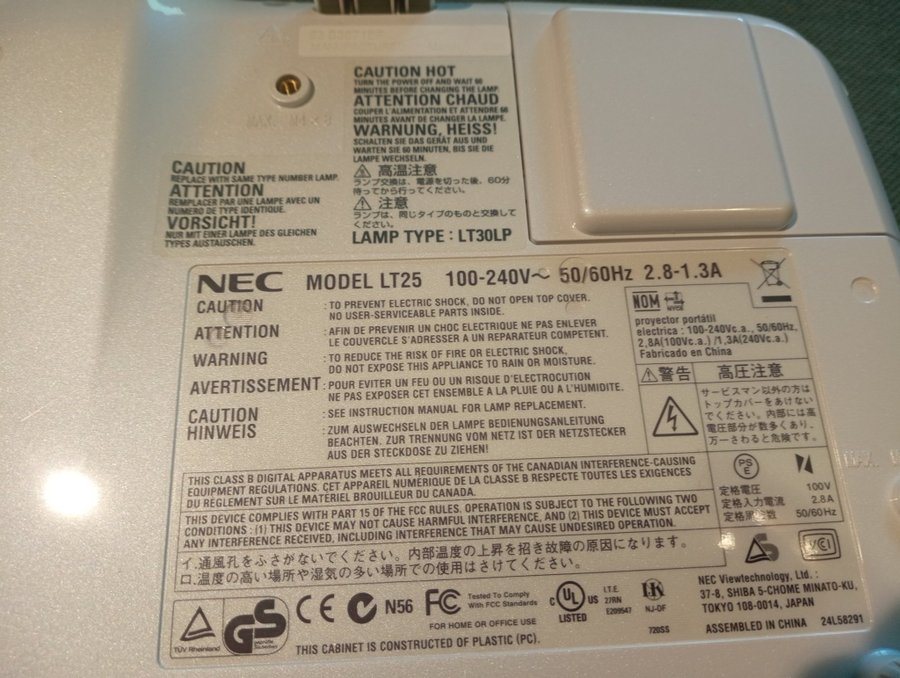 CAUTION HOT
TURN THE POWER OFF AND WAIT 60
MINUTES BEFORE CHANGING THE LAMP.
ATTENTION CHAUD
COUPER L'ALIMENTATION ET ATTENDRE 60
MINUTES AVANT DE CHANGER LA LAMPE.
WARNUNG, HEISS!
SCHALTEN SIE DAS GERÄT AUS UND
WARTEN SIE 60 MINUTEN, BIS SIE DIE
LAMPE WECHSELN.
高温注意
ランプ交換は、電源を切った後、60分
待ってから行ってください。
注意
ランプは、同じタイプのものと交換して
ください。
LAMP TYPE : LT30LP
CAUTION
REPLACE WITH SAME TYPE NUMBER LAMP.
ATTENTION
REMPLACER PAR UNE LAMPE AVEC UN
NUMERO DE TYPE IDENTIQUE.
VORSICHT!
NUR MIT EINER LAMPE DES GLEICHEN
TYPES AUSTAUSCHEN.
NEC MODEL LT25 100-240V~ 50/60Hz 2.8-1.3A
CAUTION : TO PREVENT ELECTRIC SHOCK, DO NOT OPEN TOP COVER.
NO USER-SERVICEABLE PARTS INSIDE.
ATTENTION : AFIN DE PREVENIR UN CHOC ELECTRIQUE NE PAS ENLEVER
LE COUVERCLE S'ADRESSER A UN REPARATEUR COMPETENT.
WARNING : TO REDUCE THE RISK OF FIRE OR ELECTRIC SHOCK,
DO NOT EXPOSE THIS APPLIANCE TO RAIN OR MOISTURE.
AVERTISSEMENT : POUR EVITER UN FEU OU UN RISQUE D'ELECTROCUTION
NE PAS EXPOSER CET ENSEMBLE A LA PLUIE OU A L'HUMIDITE.
CAUTION : SEE INSTRUCTION MANUAL FOR LAMP REPLACEMENT.
HINWEIS : ZUM AUSWECHSELN DER LAMPE BEDIENUNGSANLEITUNG
BEACHTEN. ZUR TRENNUNG VOM NETZ IST DER NETZSTECKER
AUS DER STECKDOSE ZU ZIEHEN!
NOM NYCE
proyector portátil
electrica : 100-240Vc.a., 50/60Hz,
2,8A(100Vc.a.) /1,3A(240Vc.a.)
Fabricado en China
警告 高圧注意
サービスマン以外の方は
トップカバーをあけない
でください。内部には高
電圧部分が数多くあり、
万一さわると危険です。
PS
E
定格電圧 100V
定格入力電流 2.8A
50/60Hz
THIS CLASS B DIGITAL APPARATUS MEETS ALL REQUIREMENTS OF THE CANADIAN INTERFERENCE-CAUSING
EQUIPMENT REGULATIONS. CET APPAREIL NUMERIQUE DE LA CLASSE B RESPECTE TOUTES LES EXIGENCES
DU REGLEMENT SUR LE MATERIEL BROUILLEUR DU CANADA.
THIS DEVICE COMPLIES WITH PART 15 OF THE FCC RULES. OPERATION IS SUBJECT TO THE FOLLOWING TWO
CONDITIONS : (1) THIS DEVICE MAY NOT CAUSE HARMFUL INTERFERENCE, AND (2) THIS DEVICE MUST ACCEPT
ANY INTERFERENCE RECEIVED, INCLUDING INTERFERENCE THAT MAY CAUSE UNDESIRED OPERATION.
イ.通風孔をふさがないでください。内部温度の上昇を招き故障の原因になります。
ロ.温度の高い場所や湿気の多い場所での使用はさけてください。
VCCI
TÜV Rheinland
GS
geprüfte
Sicherheit
CE
N56
FC
Tested To Comply
With FCC Standards
FOR HOME OR OFFICE USE
C UL US
LISTED
I.T.E.
27RN
E209547
NJ-DF
720SS
THIS CABINET IS CONSTRUCTED OF PLASTIC (PC).
NEC Viewtechnology, Ltd. :
37-8, SHIBA 5-CHOME MINATO-KU,
TOKYO 108-0014, JAPAN
ASSEMBLED IN CHINA 24L58291